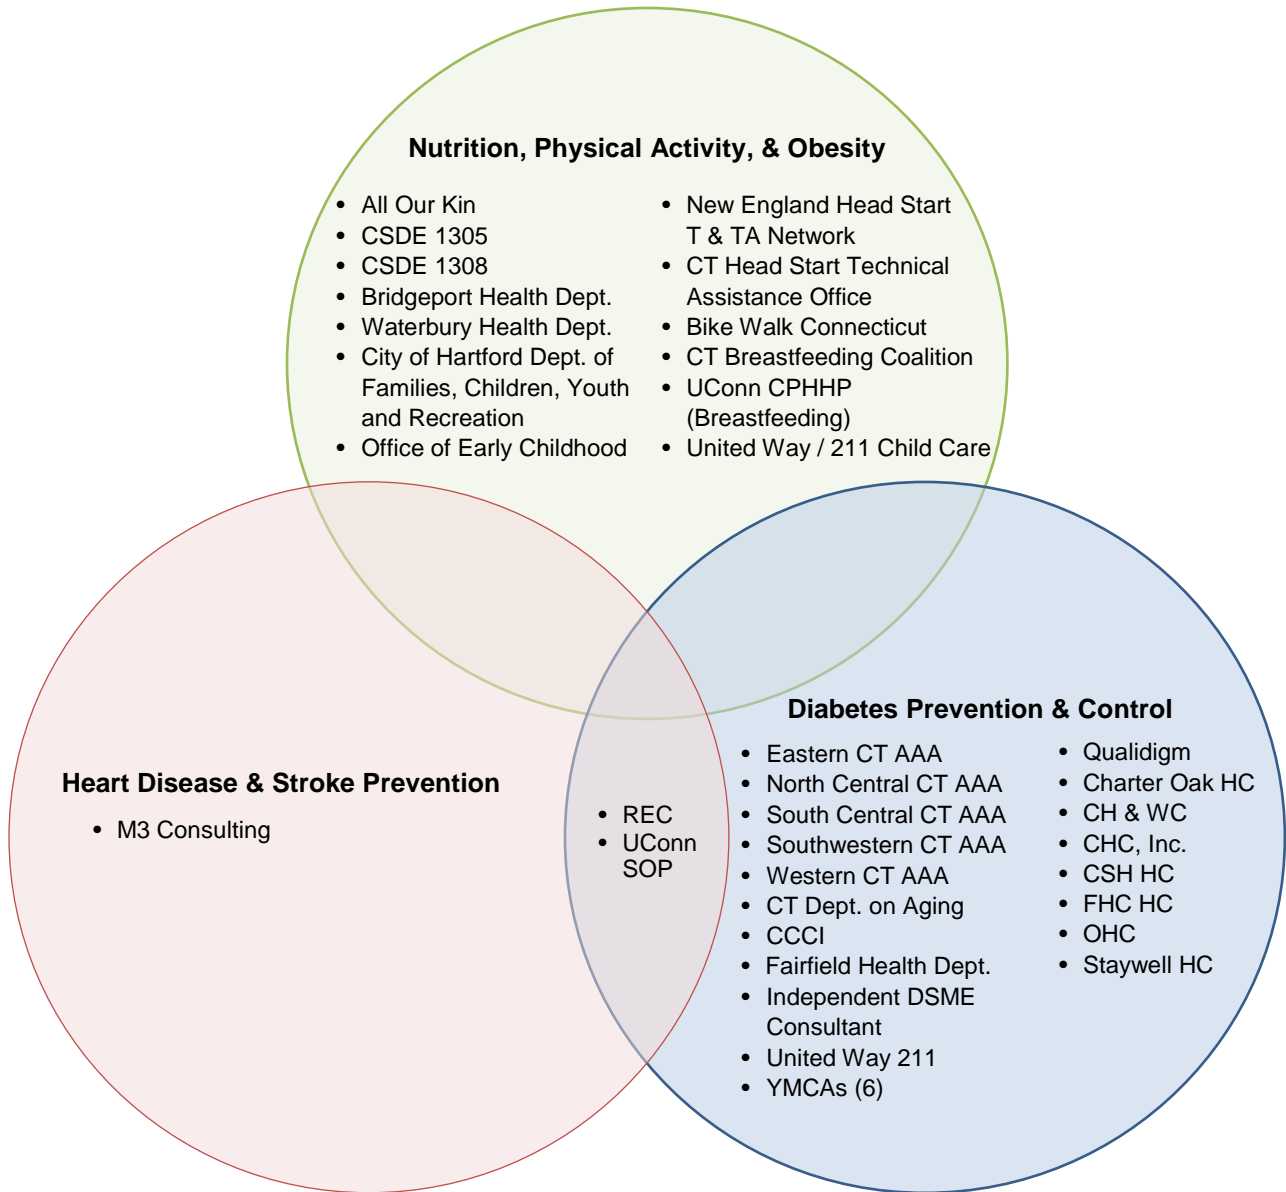 Nutrition, Physical Activity, & Obesity
• All Our Kin
• CSDE 1305
• CSDE 1308
• Bridgeport Health Dept.
• Waterbury Health Dept.
• City of Hartford Dept. of
Families, Children, Youth
and Recreation
• Office of Early Childhood
• New England Head Start
T & TA Network
• CT Head Start Technical
Assistance Office
• Bike Walk Connecticut
• CT Breastfeeding Coalition
• UConn CPHHP
(Breastfeeding)
• United Way / 211 Child Care
Heart Disease & Stroke Prevention
• M3 Consulting
• REC
• UConn
SOP
Diabetes Prevention & Control
• Eastern CT AAA
• North Central CT AAA
• South Central CT AAA
• Southwestern CT AAA
• Western CT AAA
• CT Dept. on Aging
• CCCI
• Fairfield Health Dept.
• Independent DSME
Consultant
• United Way 211
• YMCAs (6)
• Qualidigm
• Charter Oak HC
• CH & WC
• CHC, Inc.
• CSH HC
• FHC HC
• OHC
• Staywell HC